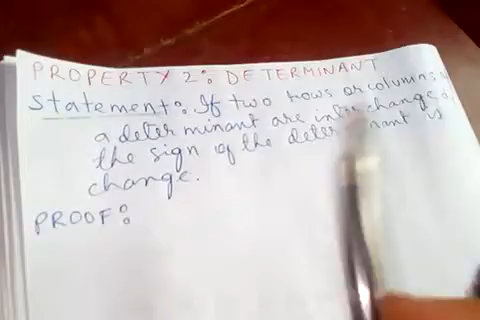 PROPERTY 2: DETERMINANT
Statement: If two rows or columns
a determinant are interchanged,
the sign of the determinant is
change.
PROOF: